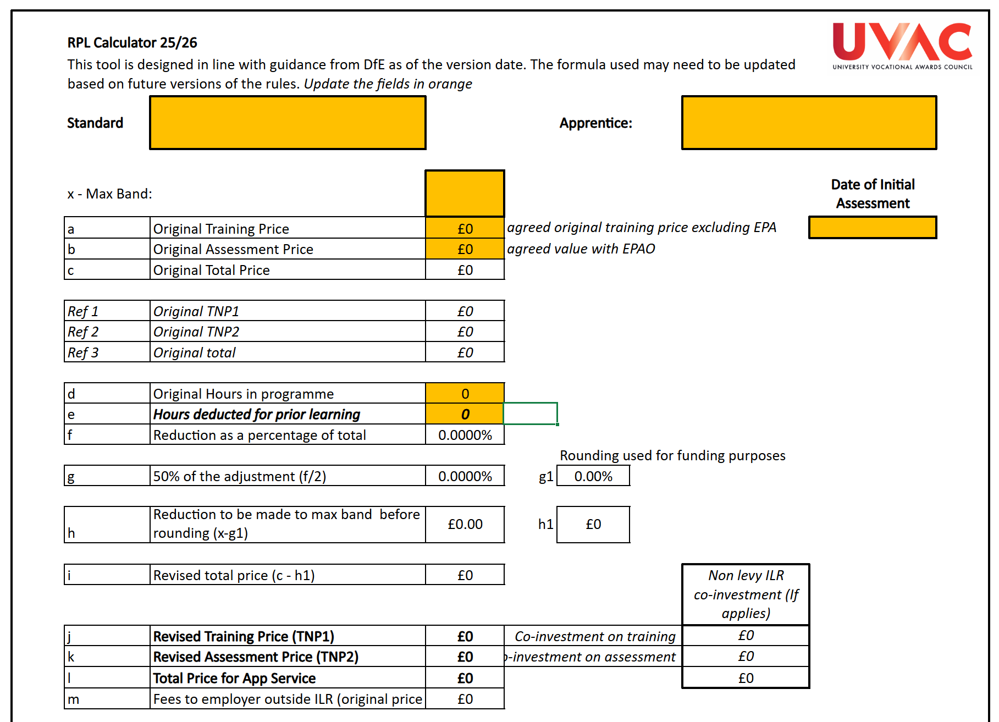 RPL Calculator 25/26
UVAC
UNIVERSITY VOCATIONAL AWARDS COUNCIL
This tool is designed in line with guidance from DfE as of the version date. The formula used may need to be updated
based on future versions of the rules. Update the fields in orange
Standard
Apprentice:
x - Max Band:
Date of Initial
Assessment
a Original Training Price £0 agreed original training price excluding EPA
b Original Assessment Price £0 agreed value with EPAO
c Original Total Price £0
Ref 1 Original TNP1 £0
Ref 2 Original TNP2 £0
Ref 3 Original total £0
d Original Hours in programme 0
e Hours deducted for prior learning 0
f Reduction as a percentage of total 0.0000%
Rounding used for funding purposes
g 50% of the adjustment (f/2) 0.0000% g1 0.00%
h Reduction to be made to max band before
rounding (x-g1) £0.00 h1 £0
i Revised total price (c - h1) £0
Non levy ILR
co-investment (If
applies)
j Revised Training Price (TNP1) £0 Co-investment on training £0
k Revised Assessment Price (TNP2) £0 o-investment on assessment £0
l Total Price for App Service £0 £0
m Fees to employer outside ILR (original price £0